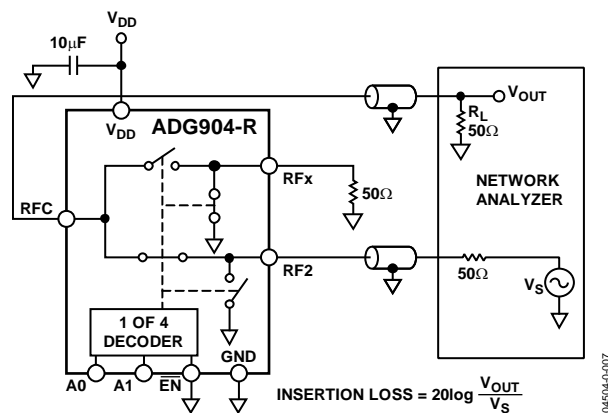 VDD
10μF
VDD
ADG904-R
VOUT
RL
50Ω
RFx
50Ω
NETWORK
ANALYZER
RFC
RF2
50Ω
VS
1 OF 4
DECODER
GND
A0 A1 EN
INSERTION LOSS = 20log VOUT
VS
04504-0-007